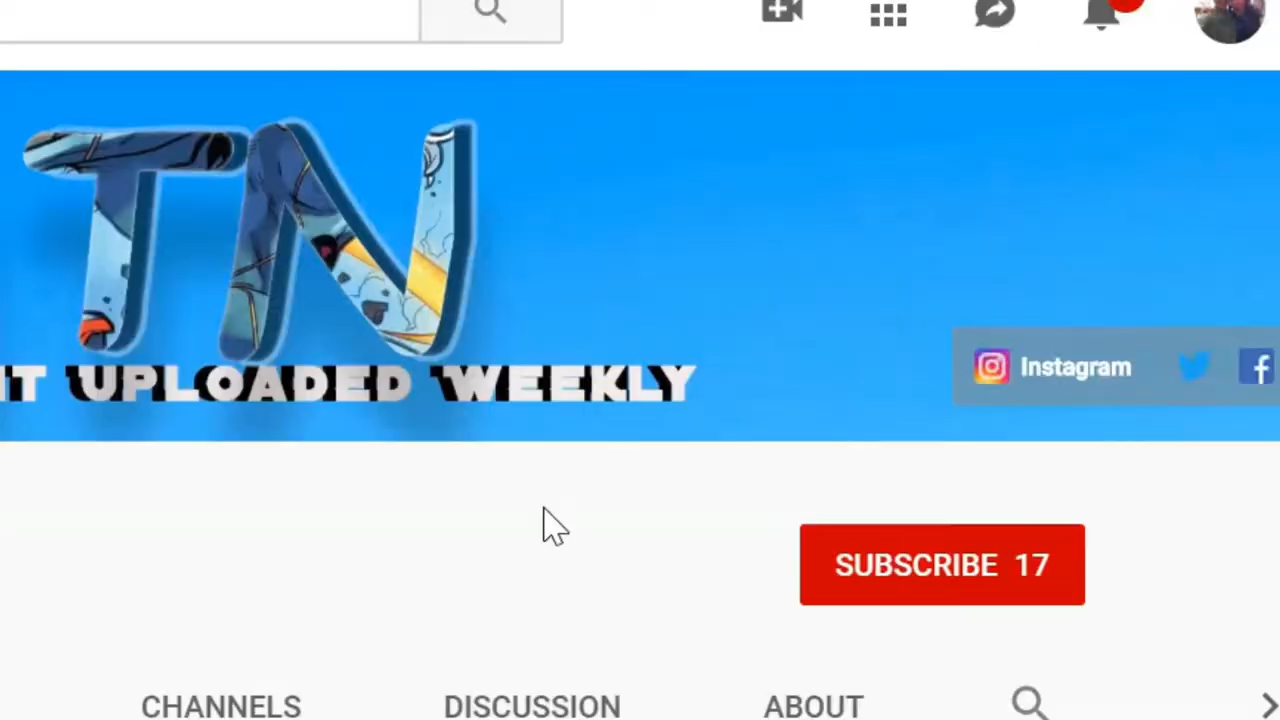 TN
UPLOADED WEEKLY
Instagram
SUBSCRIBE 17
CHANNELS DISCUSSION ABOUT